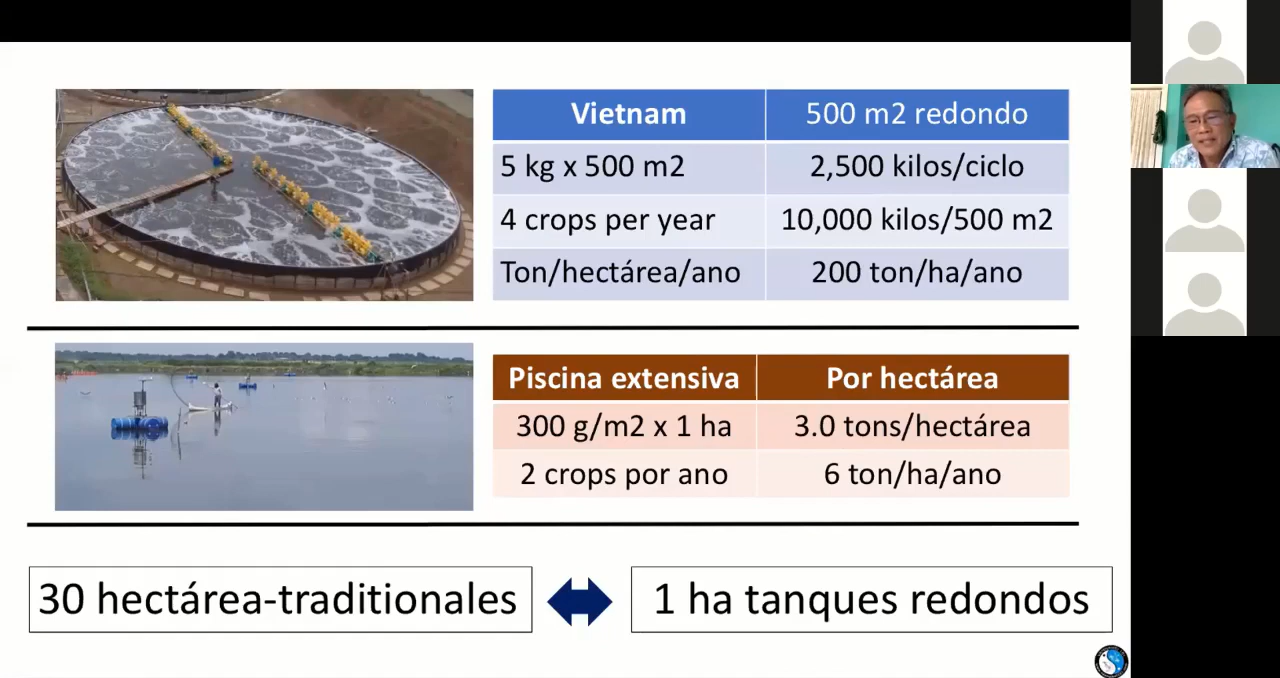 Vietnam 500 m2 redondo
5 kg x 500 m2 2,500 kilos/ciclo
4 crops per year 10,000 kilos/500 m2
Ton/hectárea/ano 200 ton/ha/ano
Piscina extensiva Por hectárea
300 g/m2 x 1 ha 3.0 tons/hectárea
2 crops por ano 6 ton/ha/ano
30 hectárea-traditionales 1 ha tanques redondos